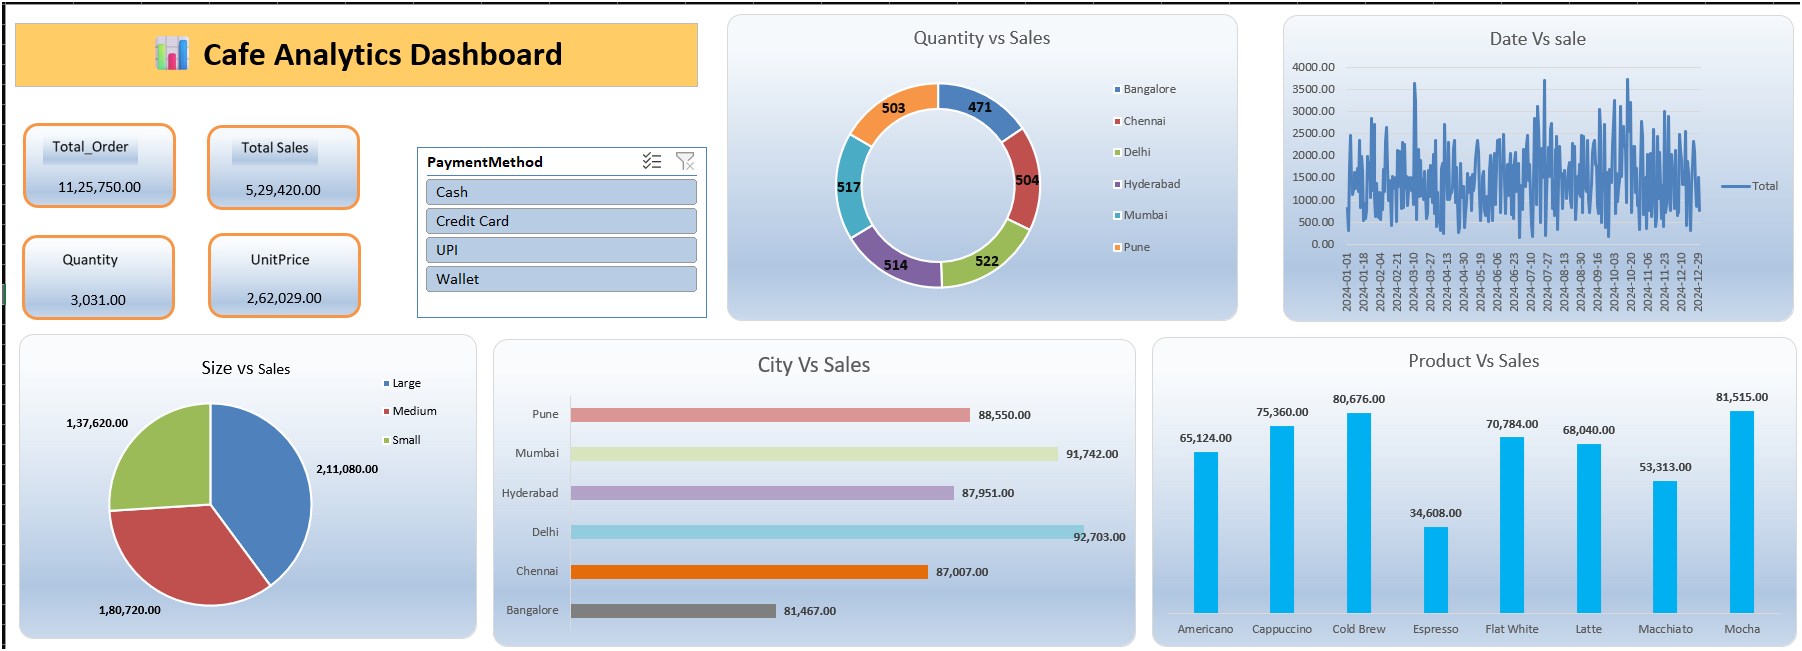 Cafe Analytics Dashboard
Total_Order
11,25,750.00
Total Sales
5,29,420.00
Quantity
3,031.00
UnitPrice
2,62,029.00
PaymentMethod
Cash
Credit Card
UPI
Wallet
Quantity vs Sales
471
504
522
514
517
503
Bangalore
Chennai
Delhi
Hyderabad
Mumbai
Pune
Date Vs sale
4000.00
3500.00
3000.00
2500.00
2000.00
1500.00
1000.00
500.00
0.00
2024-01-01
2024-01-18
2024-02-04
2024-02-21
2024-03-10
2024-03-27
2024-04-13
2024-04-30
2024-05-19
2024-06-06
2024-06-23
2024-07-10
2024-07-27
2024-08-13
2024-08-30
2024-09-16
2024-10-03
2024-10-20
2024-11-06
2024-11-23
2024-12-10
2024-12-29
Total
Size vs Sales
Large
Medium
Small
1,37,620.00
2,11,080.00
1,80,720.00
City Vs Sales
Pune 88,550.00
Mumbai 91,742.00
Hyderabad 87,951.00
Delhi 92,703.00
Chennai 87,007.00
Bangalore 81,467.00
Product Vs Sales
65,124.00
75,360.00
80,676.00
34,608.00
70,784.00
68,040.00
53,313.00
81,515.00
Americano Cappuccino Cold Brew Espresso Flat White Latte Macchiato Mocha